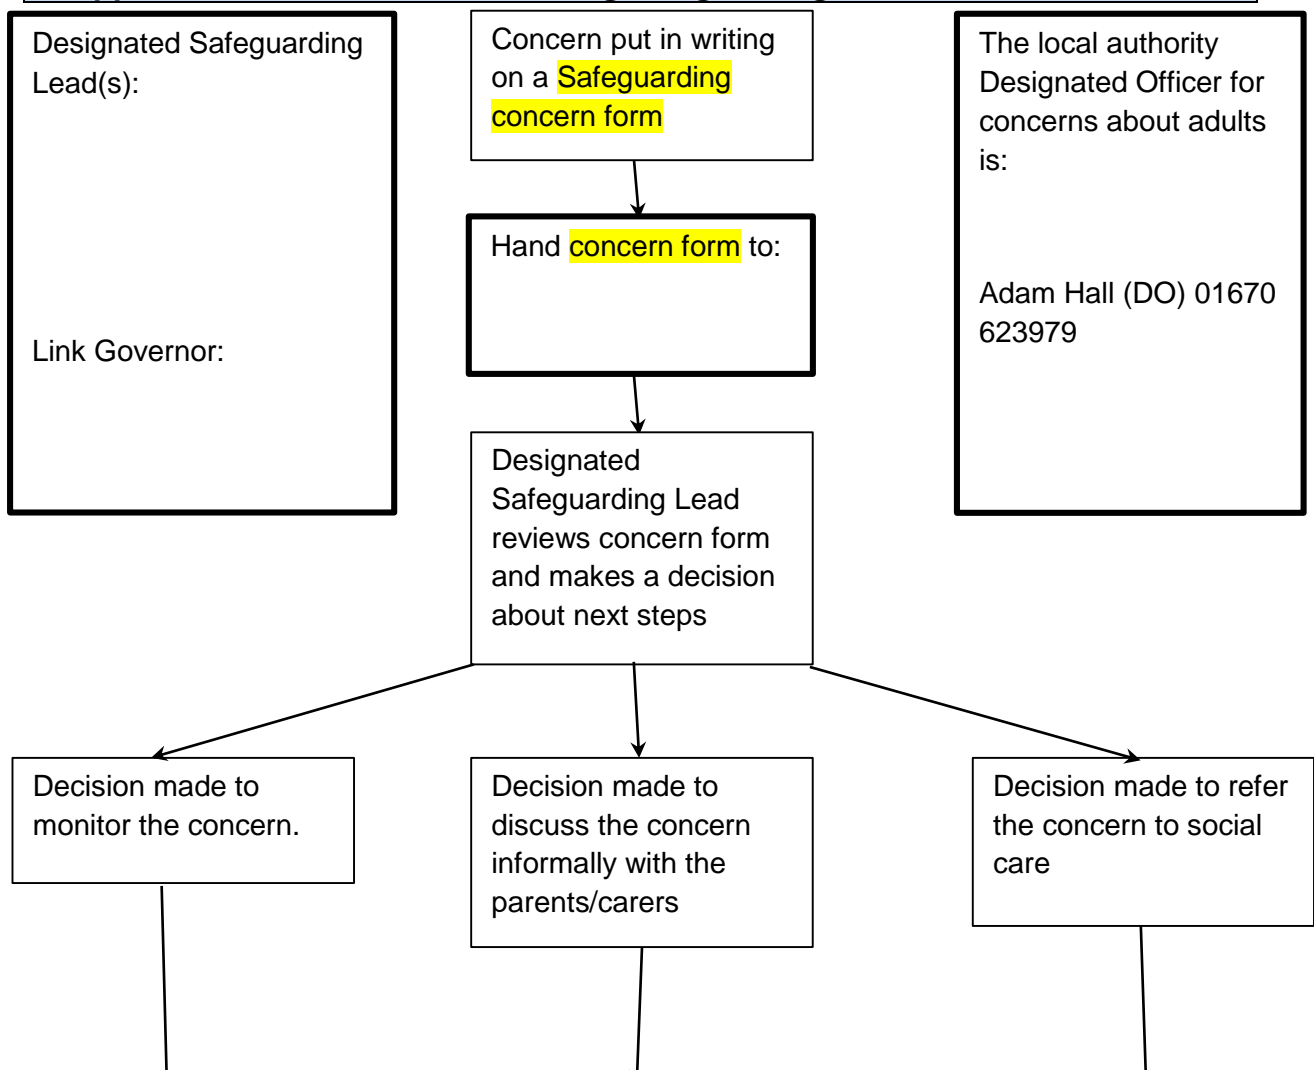 Designated Safeguarding
Lead(s):
Link Governor:
Concern put in writing
on a Safeguarding
concern form
The local authority
Designated Officer for
concerns about adults
is:
Adam Hall (DO) 01670
623979
Hand concern form to:
Designated
Safeguarding Lead
reviews concern form
and makes a decision
about next steps
Decision made to
monitor the concern.
Decision made to
discuss the concern
informally with the
parents/carers
Decision made to refer
the concern to social
care